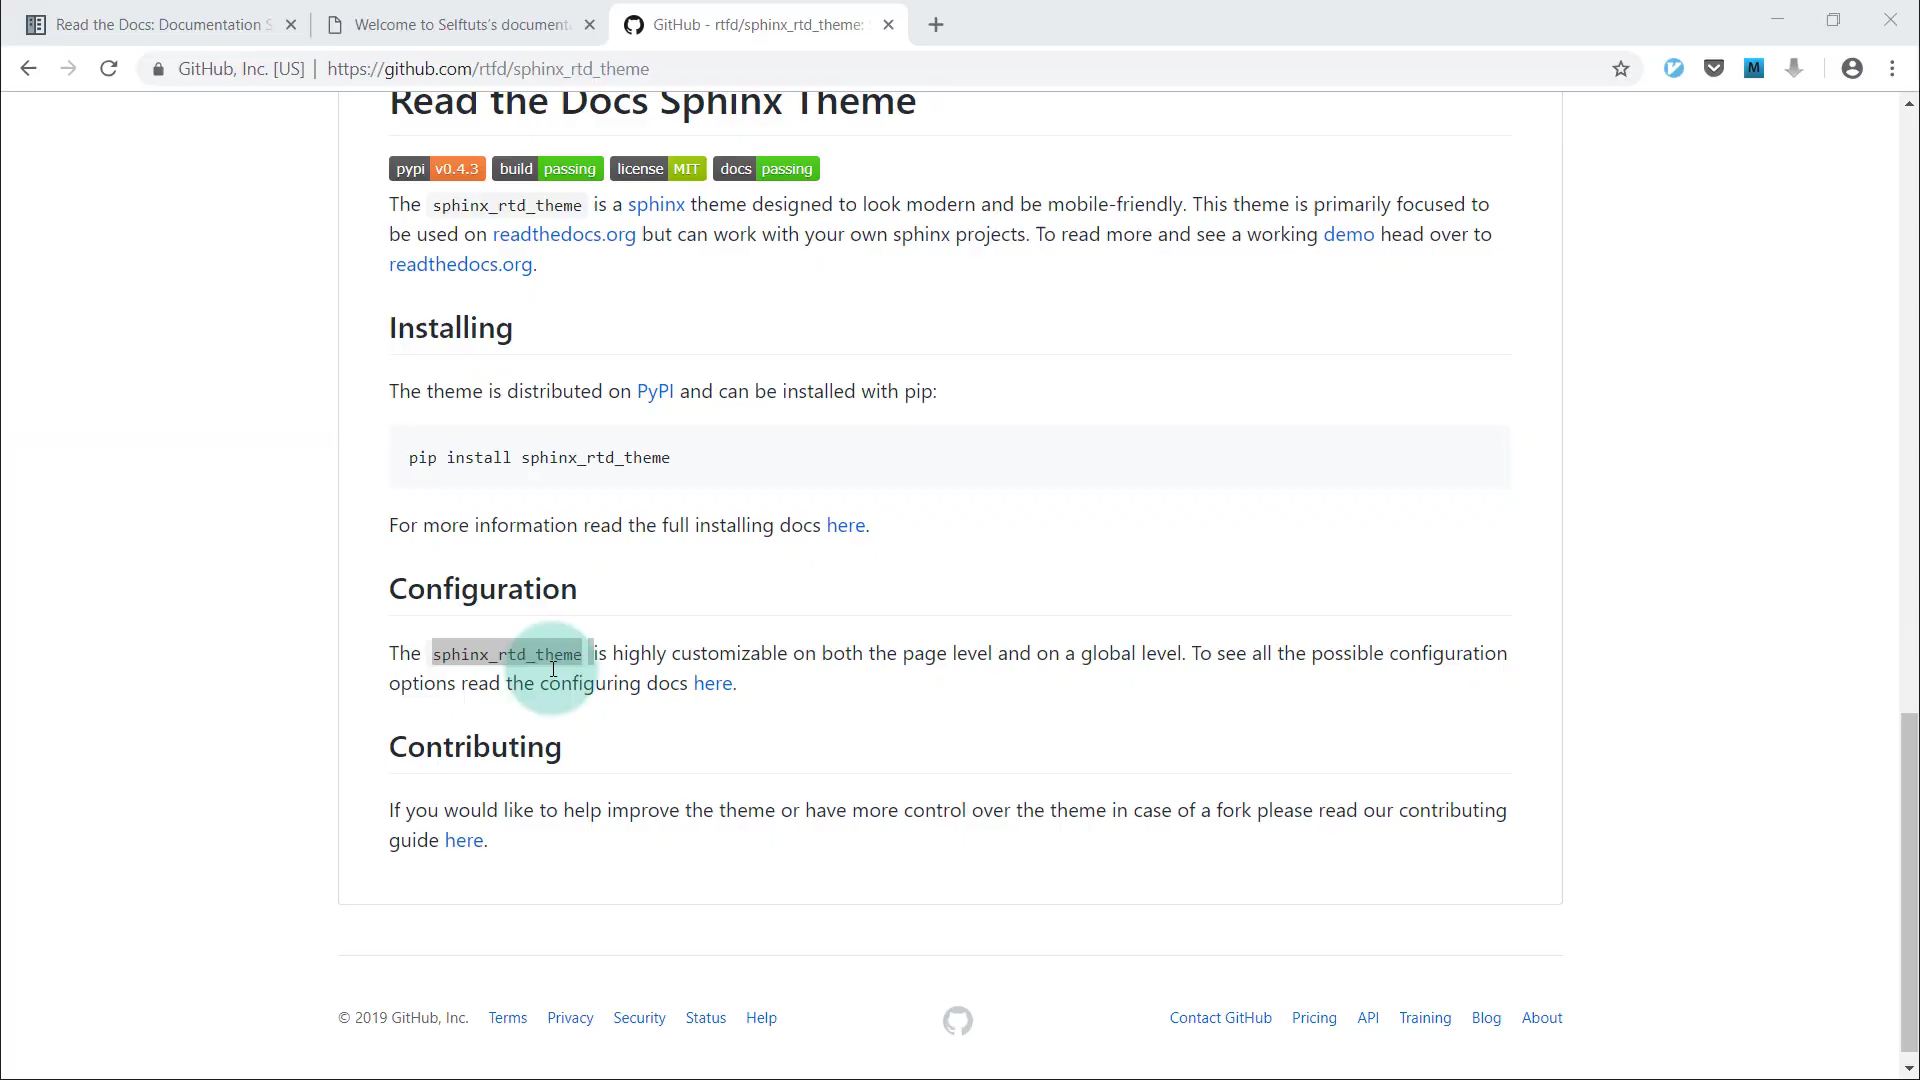 Read the Docs: Documentation S
Welcome to Selftuts's document
GitHub - rtfd/sphinx_rtd_theme:
GitHub, Inc. [US] | https://github.com/rtfd/sphinx_rtd_theme
M
Read the Docs Sphinx Theme
pypi v0.4.3 build passing license MIT docs passing
The sphinx_rtd_theme is a sphinx theme designed to look modern and be mobile-friendly. This theme is primarily focused to
be used on readthedocs.org but can work with your own sphinx projects. To read more and see a working demo head over to
readthedocs.org.
Installing
The theme is distributed on PyPI and can be installed with pip:
pip install sphinx_rtd_theme
For more information read the full installing docs here.
Configuration
The sphinx_rtd_theme is highly customizable on both the page level and on a global level. To see all the possible configuration
options read the configuring docs here.
Contributing
If you would like to help improve the theme or have more control over the theme in case of a fork please read our contributing
guide here.
© 2019 GitHub, Inc. Terms Privacy Security Status Help Contact GitHub Pricing API Training Blog About